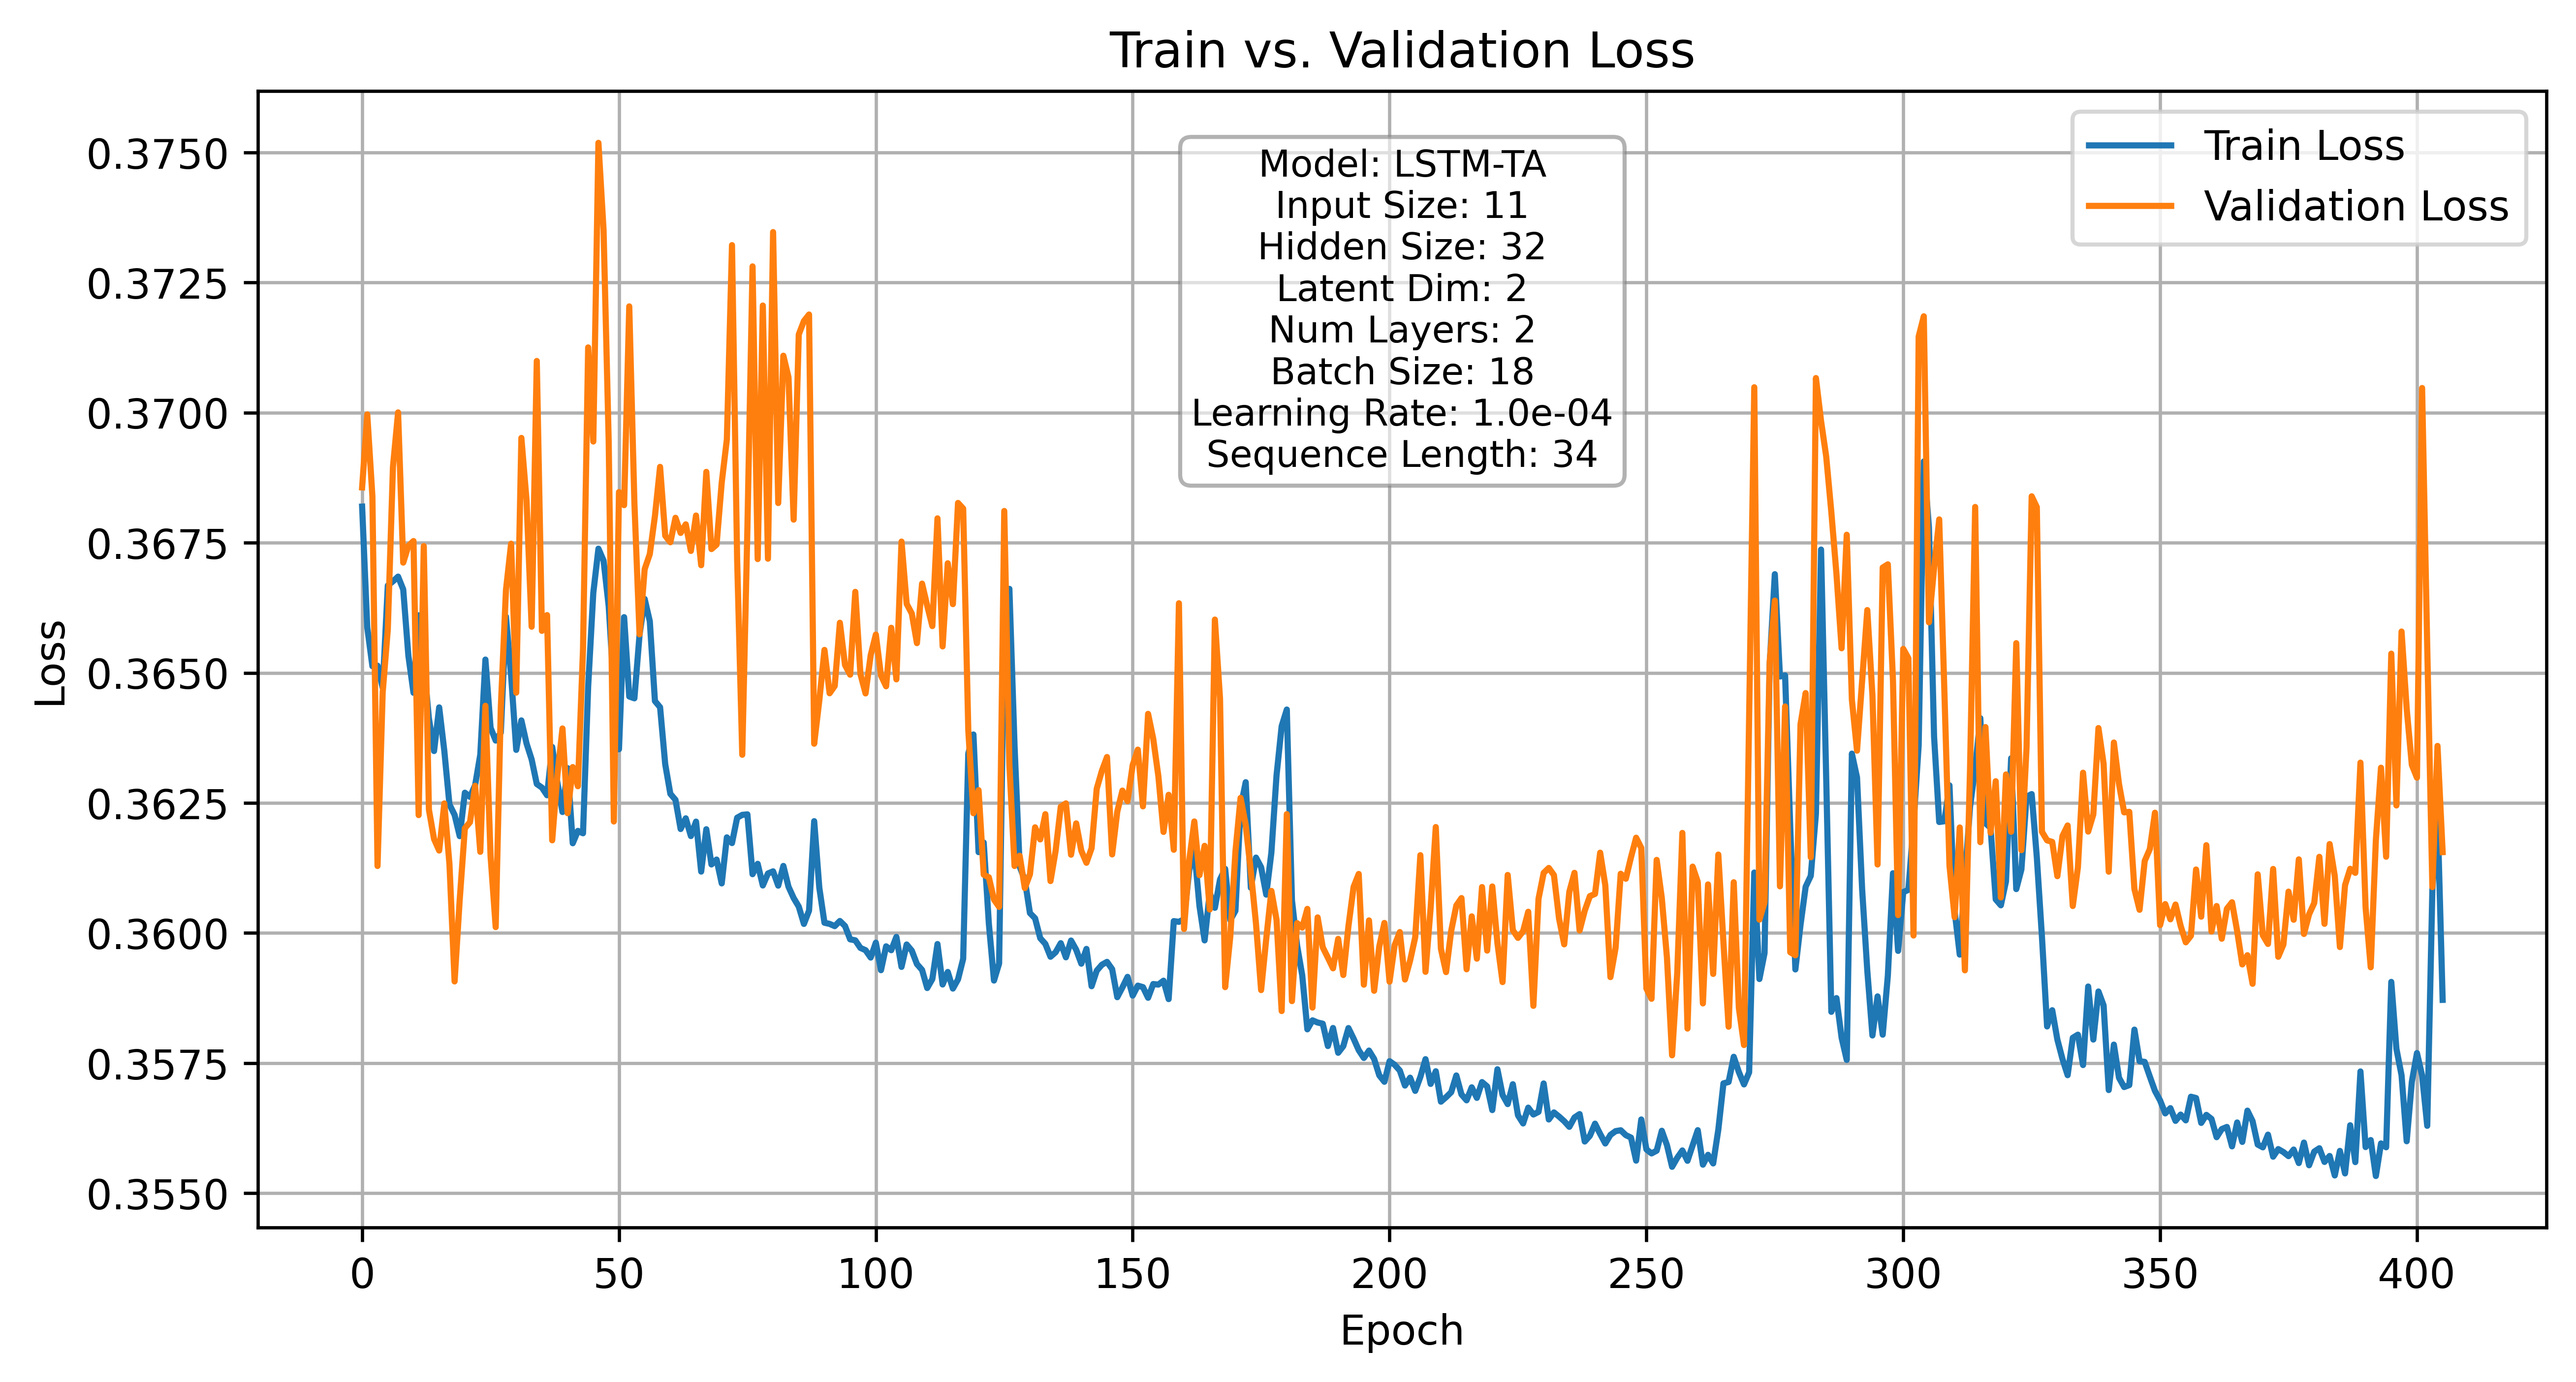 Train vs. Validation Loss
0.3750
0.3725
0.3700
0.3675
0.3650
0.3625
0.3600
0.3575
0.3550
Loss
Model: LSTM-TA
Input Size: 11
Hidden Size: 32
Latent Dim: 2
Num Layers: 2
Batch Size: 18
Learning Rate: 1.0e-04
Sequence Length: 34
Train Loss
Validation Loss
0 50 100 150 200 250 300 350 400
Epoch